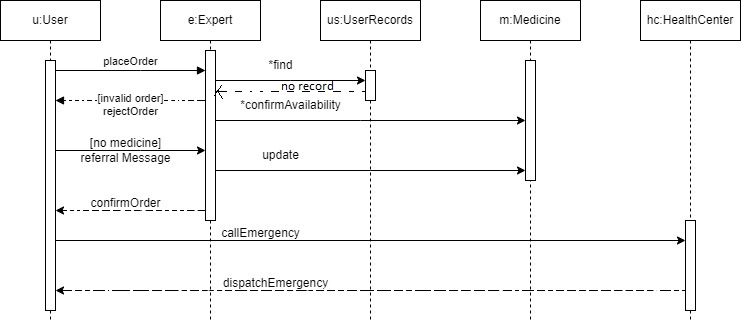 u:User
e:Expert
us:UserRecords
m:Medicine
hc:HealthCenter
placeOrder
*find
no record
[invalid order]
rejectOrder
*confirmAvailability
[no medicine]
referral Message
update
confirmOrder
callEmergency
dispatchEmergency